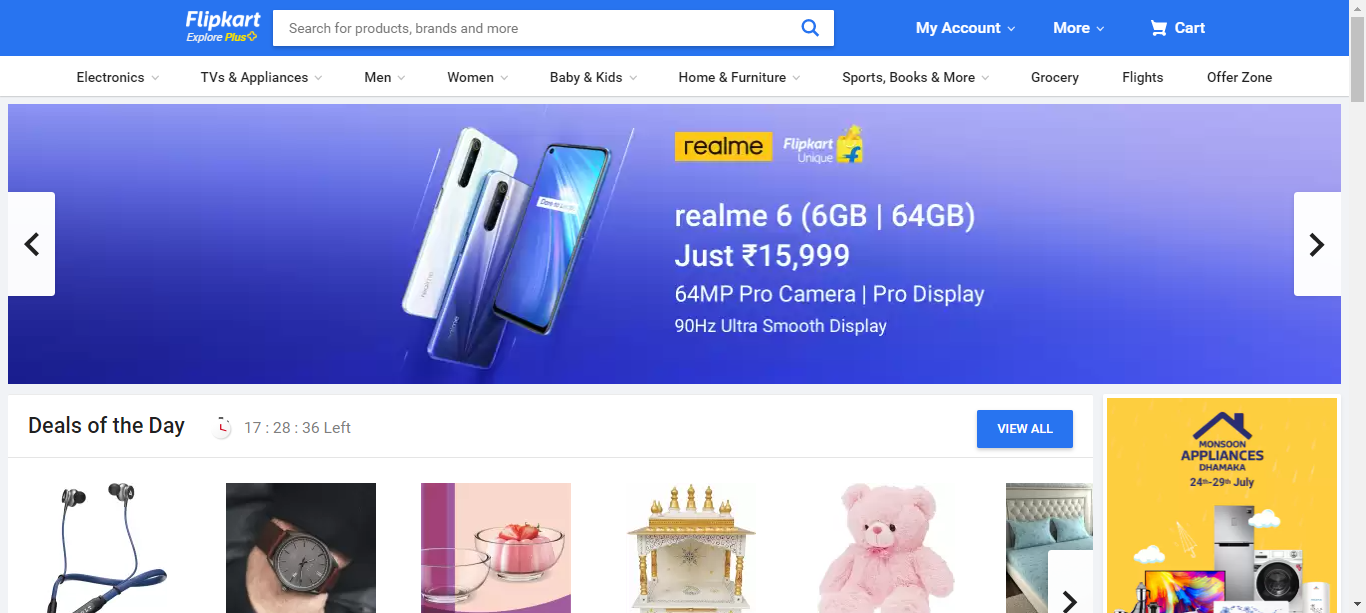 Flipkart
Explore Plus
Search for products, brands and more
My Account
More
Cart
Electronics
TVs & Appliances
Men
Women
Baby & Kids
Home & Furniture
Sports, Books & More
Grocery
Flights
Offer Zone
realme
Flipkart
Unique
realme 6 (6GB | 64GB)
Just ₹15,999
64MP Pro Camera | Pro Display
90Hz Ultra Smooth Display
realme
realme
Deals of the Day
17 : 28 : 36 Left
VIEW ALL
MONSOON
APPLIANCES
DHAMAKA
24th-29th July